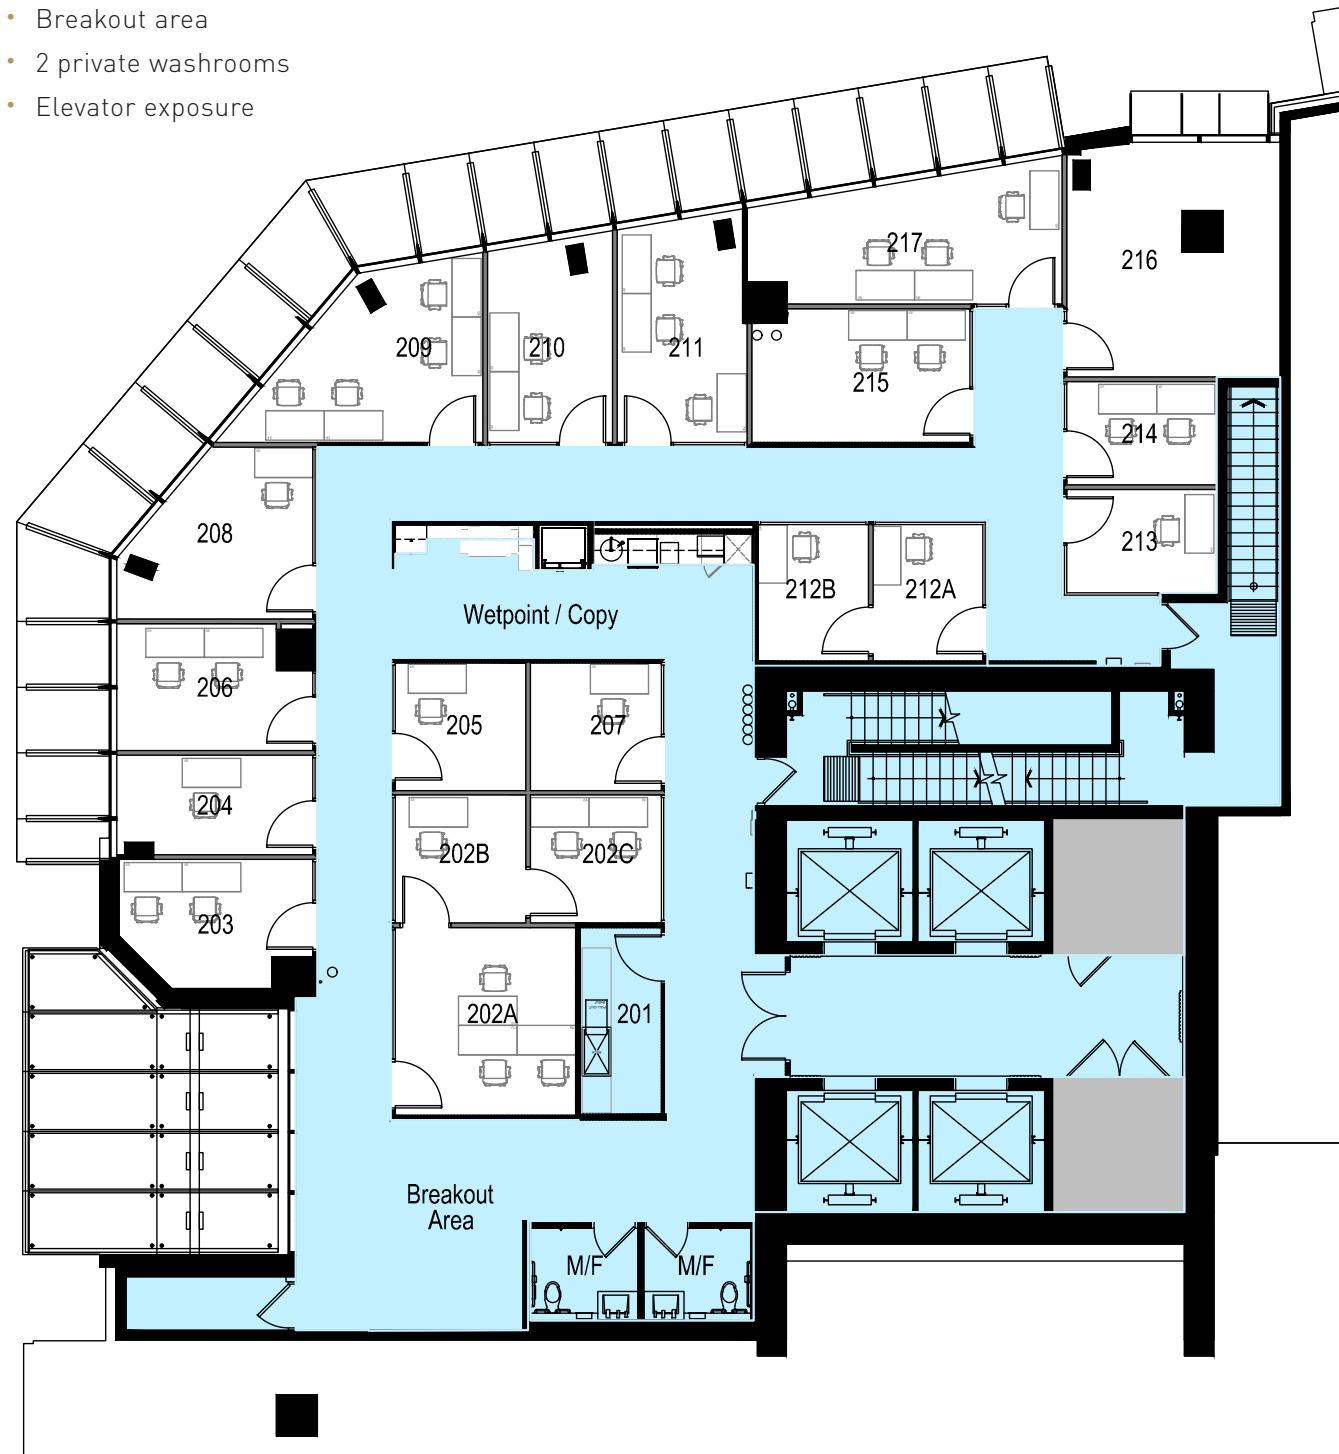 • Breakout area
• 2 private washrooms
• Elevator exposure
217
216
209
210
211
215
214
208
213
212B
212A
Wetpoint / Copy
206
205
207
204
202B
202C
203
202A
201
Breakout
Area
M/F
M/F